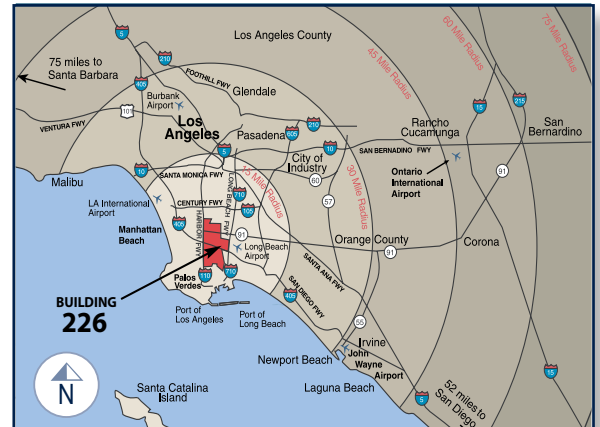 5
Los Angeles County
45 Mile Radius
60 Mile Radius
75 Mile Radius
75 miles to
Santa Barbara
210
405
FOOTHILL FWY
Glendale
Burbank
Airport
101
VENTURA FWY
Los
Angeles
Pasadena
605
210
15
215
Rancho
Cucamonga
San
Bernardino
5
10
SAN BERNADINO FWY
City of
Industry
Ontario
International
Airport
91
Malibu
10
SANTA MONICA FWY
15 Mile Radius
60
30 Mile Radius
57
LA International
Airport
CENTURY FWY
LONG BEACH FWY
710
105
HARBOR FWY
405
Manhattan
Beach
91
Long Beach
Airport
Orange County
91
Corona
SANTA ANA FWY
Palos
Verdes
110
710
405
SAN DIEGO FWY
BUILDING
226
Port of
Los Angeles
Port of
Long Beach
55
Irvine
John
Wayne
Airport
Newport Beach
15
N
Santa Catalina
Island
Laguna Beach
5
52 miles to
San Diego